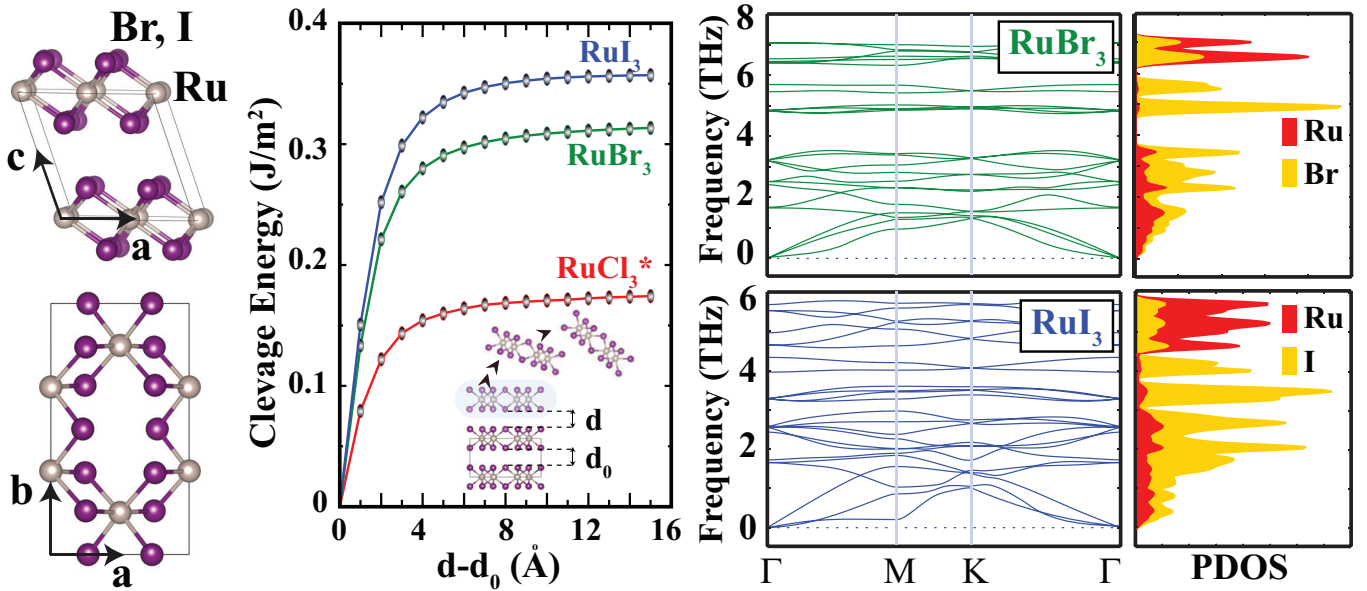 Br, I
Ru
c
a
b
a
Clevage Energy (J/m²)
0.4
0.3
0.2
0.1
0
RuI₃
RuBr₃
RuCl₃*
d
d₀
0 4 8 12 16
d-d₀ (Å)
Frequency (THz)
8
6
4
2
0
RuBr₃
Ru
Br
Frequency (THz)
6
4
2
0
RuI₃
Ru
I
Γ M K Γ
PDOS